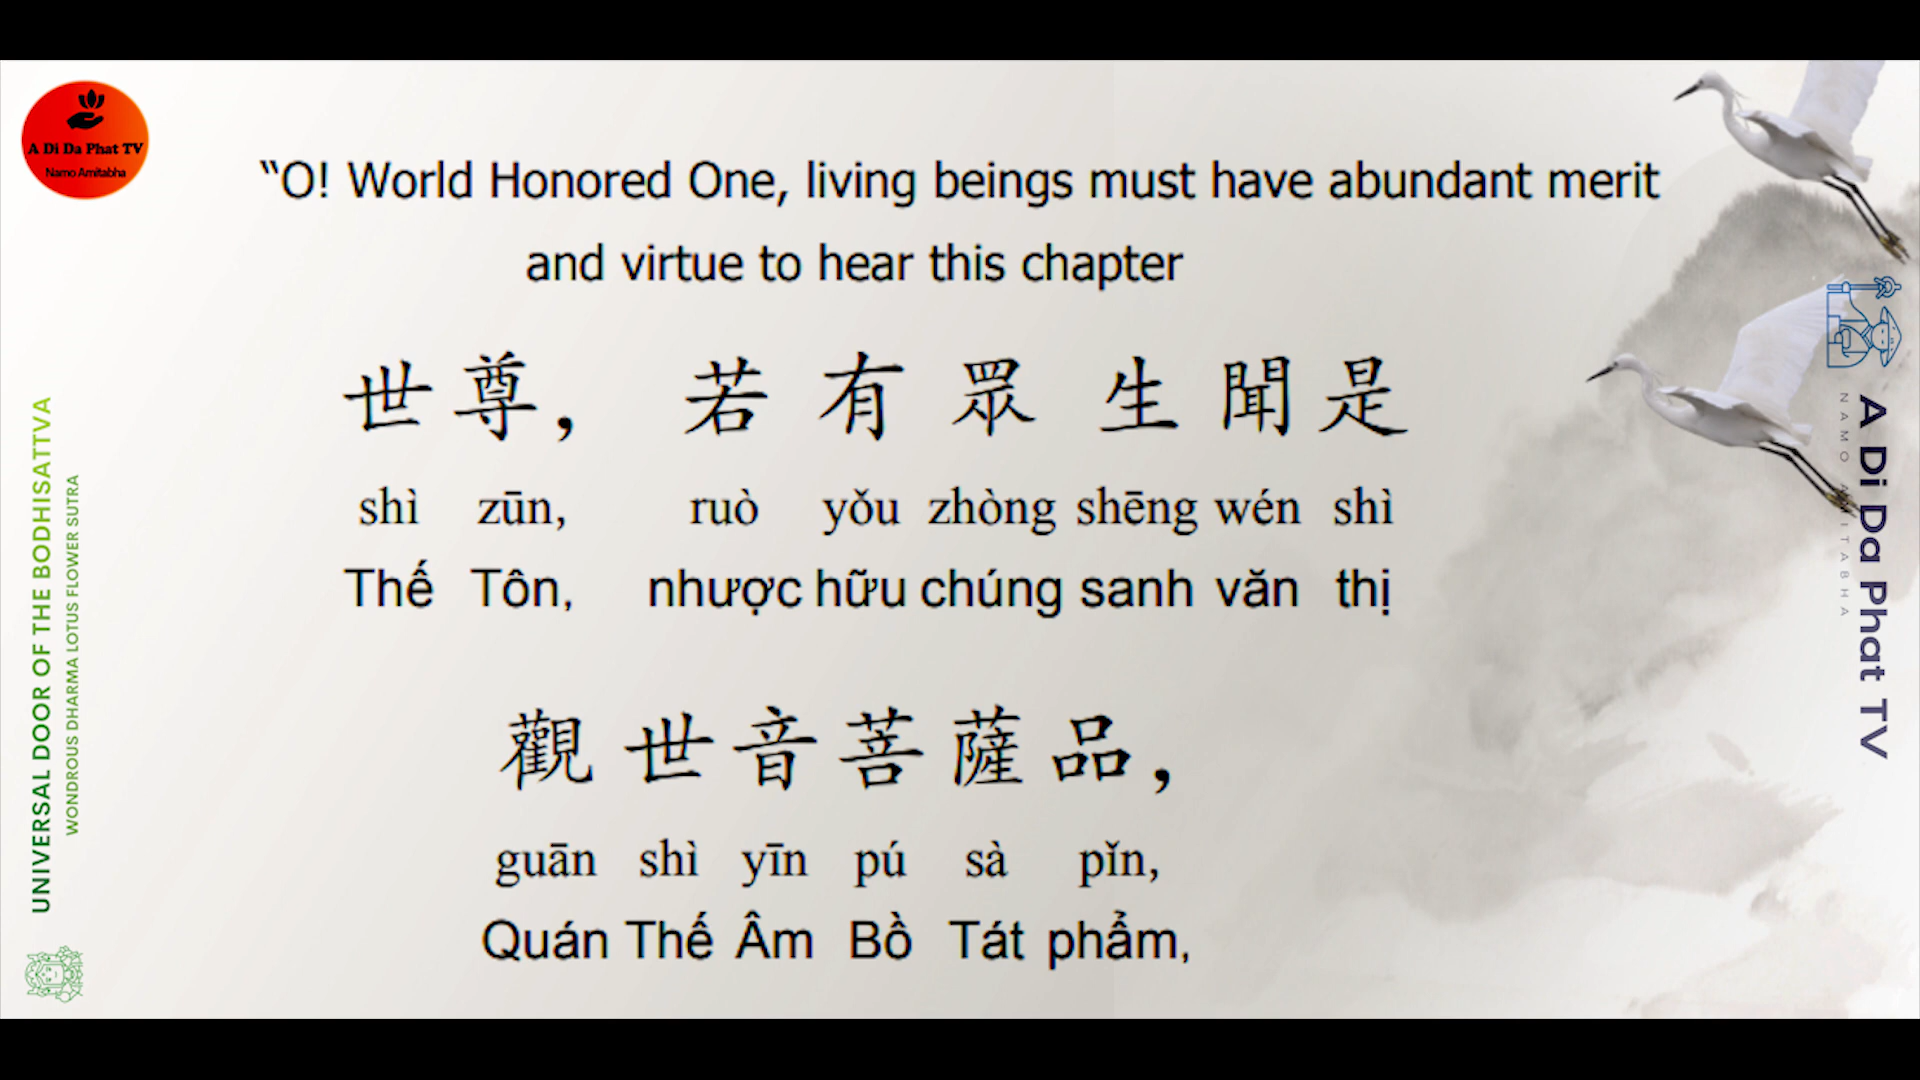 A Di Da Phat TV
Namo Amitabha
“O! World Honored One, living beings must have abundant merit
and virtue to hear this chapter
世尊，若有眾生聞是
shì zūn, ruò yǒu zhòng shēng wén shì
Thế Tôn, nhược hữu chúng sanh văn thị
觀世音菩薩品，
guān shì yīn pú sà pǐn,
Quán Thế Âm Bồ Tát phẩm,
UNIVERSAL DOOR OF THE BODHISATTVA
WONDROUS DHARMA LOTUS FLOWER SUTRA
A Di Da Phat TV
NAMO AMITABHA